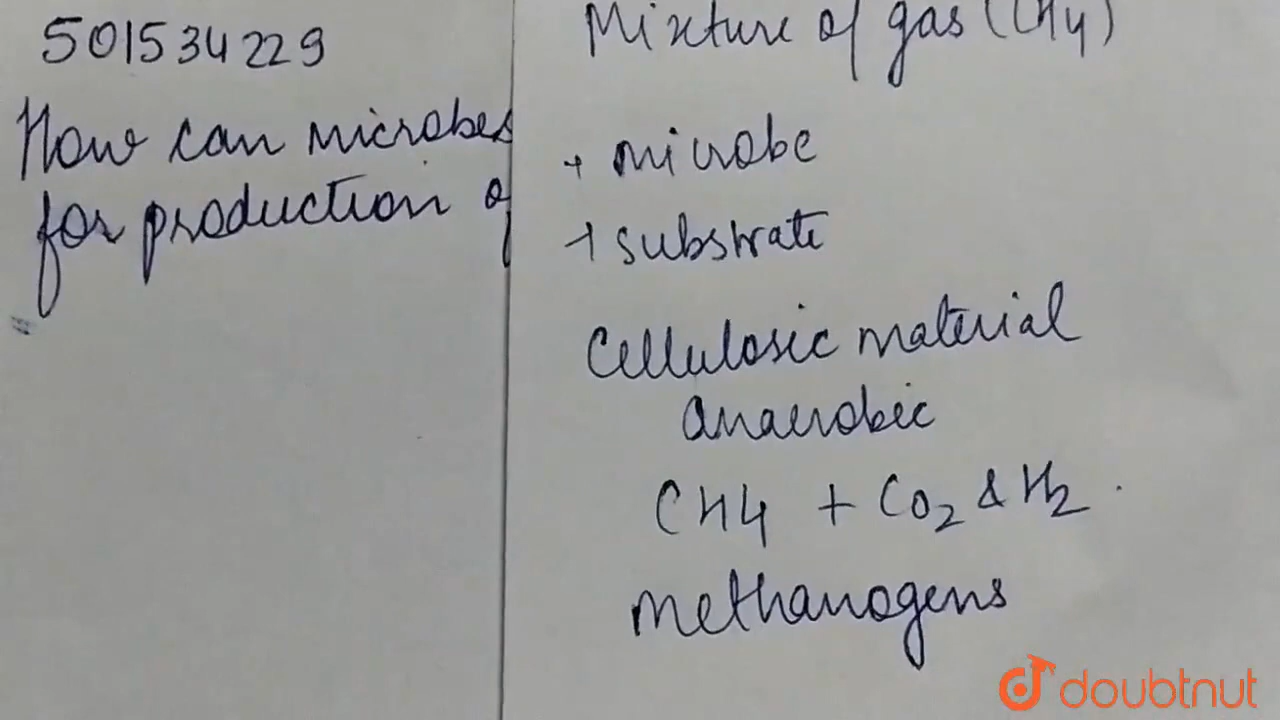 501534229
How can microbes
for production of
Mixture of gas (CH4)
+ microbe
+ substrate
Cellulosic material
anaerobic
CH4 + CO2 & H2
methanogens
doubtnut